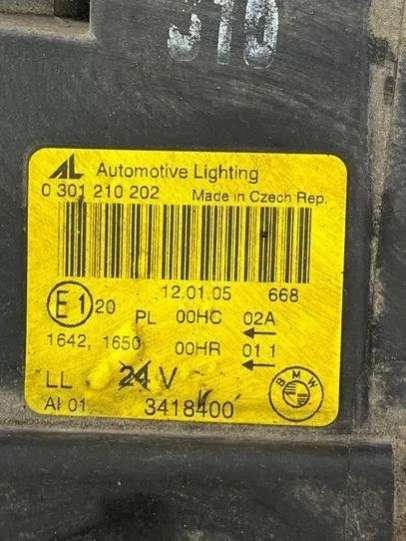 AL Automotive Lighting
0 301 210 202 Made in Czech Rep.
12.01.05 668
E1 20 PL 00HC 02A
1642, 1650 00HR 01 1
LL 24 V
AI 01 3418400
BMW